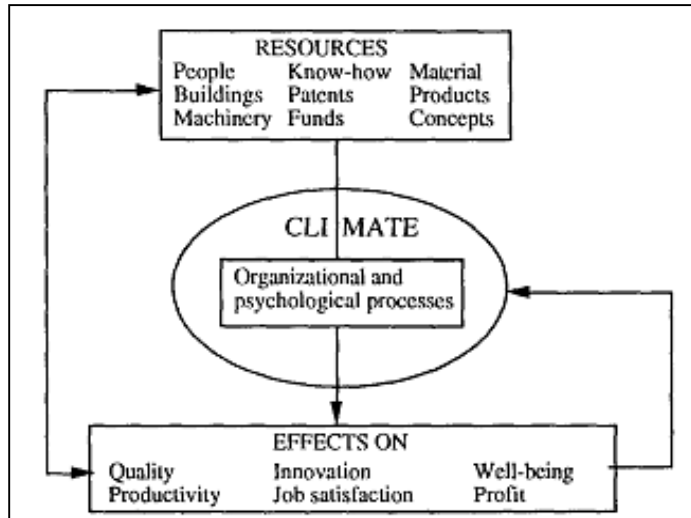 RESOURCES
People Know-how Material
Buildings Patents Products
Machinery Funds Concepts
CLIMATE
Organizational and
psychological processes
EFFECTS ON
Quality Innovation Well-being
Productivity Job satisfaction Profit